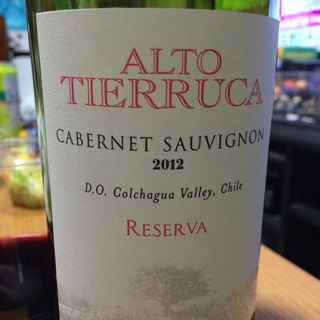 ALTO
TIERRUCA
CABERNET SAUVIGNON
2012
D.O. Colchagua Valley, Chile
RESERVA